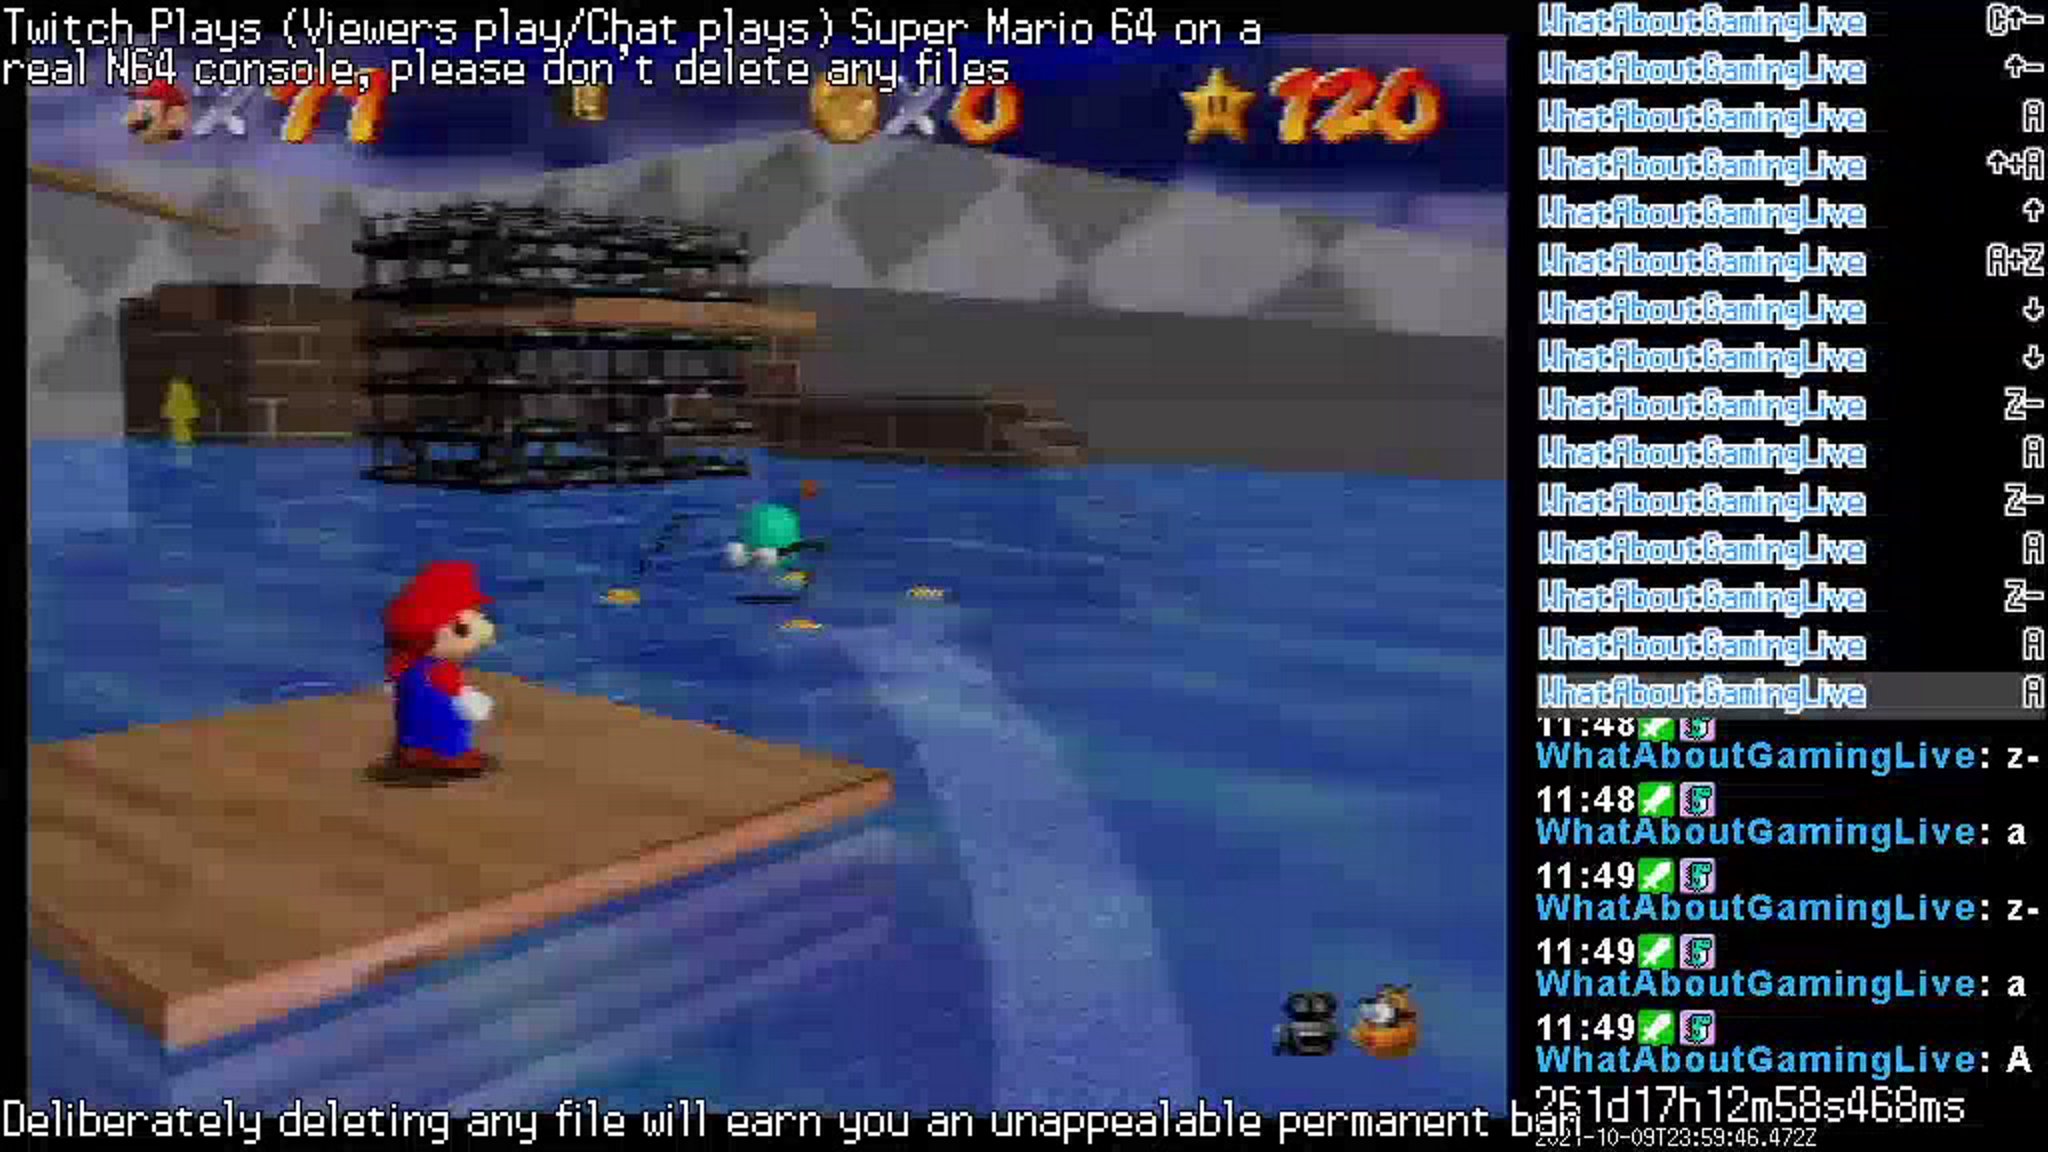 Twitch Plays (Viewers play/Chat plays) Super Mario 64 on a
real N64 console, please don't delete any files
x 71 x 0 120
WhatAboutGamingLive C↑-
WhatAboutGamingLive ↑-
WhatAboutGamingLive A
WhatAboutGamingLive ↑+A
WhatAboutGamingLive ↑
WhatAboutGamingLive A+Z
WhatAboutGamingLive ↓
WhatAboutGamingLive ↓
WhatAboutGamingLive Z-
WhatAboutGamingLive A
WhatAboutGamingLive Z-
WhatAboutGamingLive A
WhatAboutGamingLive Z-
WhatAboutGamingLive A
WhatAboutGamingLive A
11:48
WhatAboutGamingLive: z-
11:48
WhatAboutGamingLive: a
11:49
WhatAboutGamingLive: z-
11:49
WhatAboutGamingLive: a
11:49
WhatAboutGamingLive: A
Deliberately deleting any file will earn you an unappealable permanent ban
261d17h12m58s468ms
2021-10-09T23:59:46.472Z